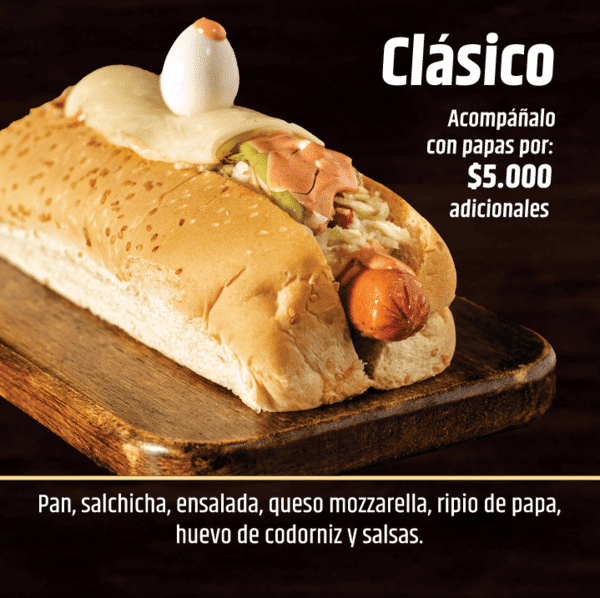 Clásico
Acompáñalo
con papas por:
$5.000
adicionales
Pan, salchicha, ensalada, queso mozzarella, ripio de papa,
huevo de codorniz y salsas.